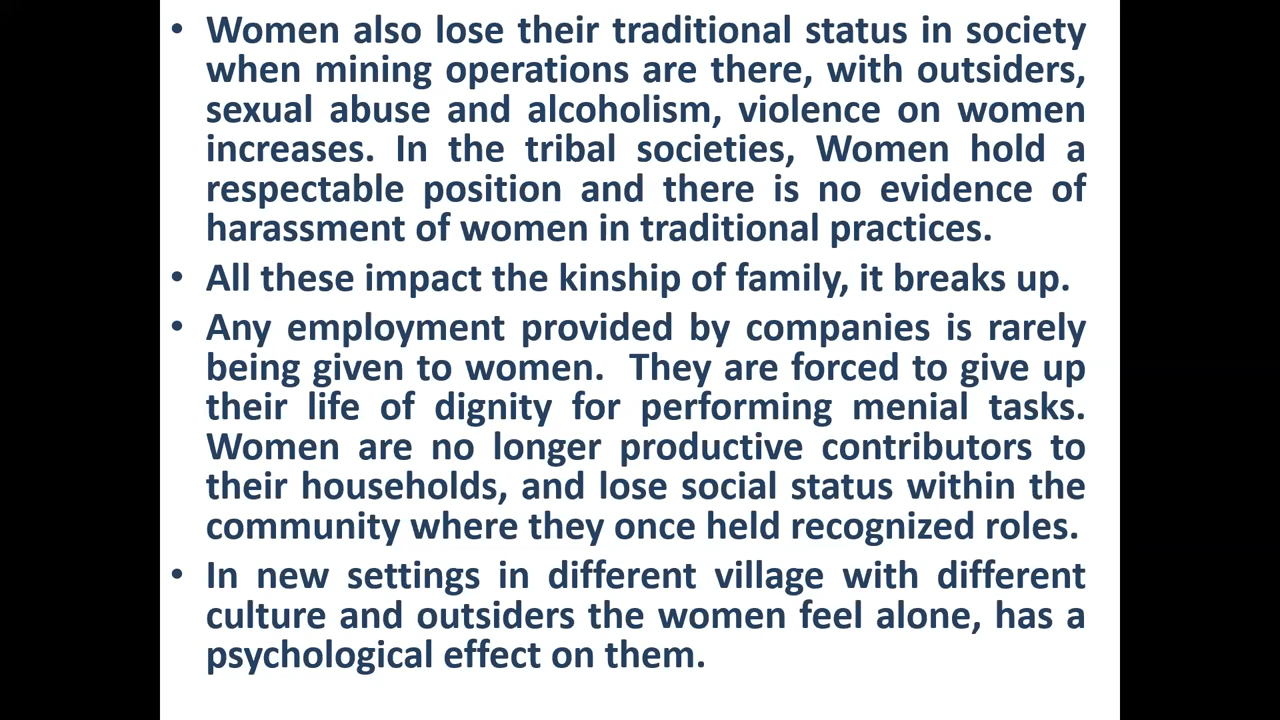 • Women also lose their traditional status in society
when mining operations are there, with outsiders,
sexual abuse and alcoholism, violence on women
increases. In the tribal societies, Women hold a
respectable position and there is no evidence of
harassment of women in traditional practices.
• All these impact the kinship of family, it breaks up.
• Any employment provided by companies is rarely
being given to women. They are forced to give up
their life of dignity for performing menial tasks.
Women are no longer productive contributors to
their households, and lose social status within the
community where they once held recognized roles.
• In new settings in different village with different
culture and outsiders the women feel alone, has a
psychological effect on them.